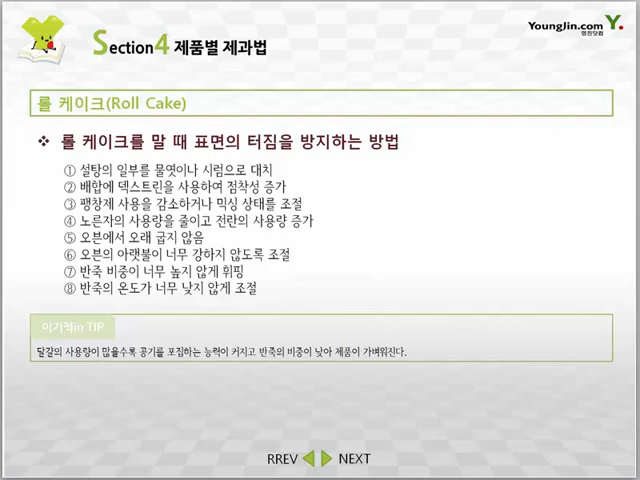 YoungJin.com Y.
영진닷컴
Section4 제품별 제과법
롤 케이크(Roll Cake)
❖ 롤 케이크를 말 때 표면의 터짐을 방지하는 방법
① 설탕의 일부를 물엿이나 시럽으로 대치
② 배합에 덱스트린을 사용하여 점착성 증가
③ 팽창제 사용을 감소하거나 믹싱 상태를 조절
④ 노른자의 사용량을 줄이고 전란의 사용량 증가
⑤ 오븐에서 오래 굽지 않음
⑥ 오븐의 아랫불이 너무 강하지 않도록 조절
⑦ 반죽 비중이 너무 높지 않게 휘핑
⑧ 반죽의 온도가 너무 낮지 않게 조절
이기적in TIP
달걀의 사용량이 많을수록 공기를 포집하는 능력이 커지고 반죽의 비중이 낮아 제품이 가벼워진다.
RREV NEXT